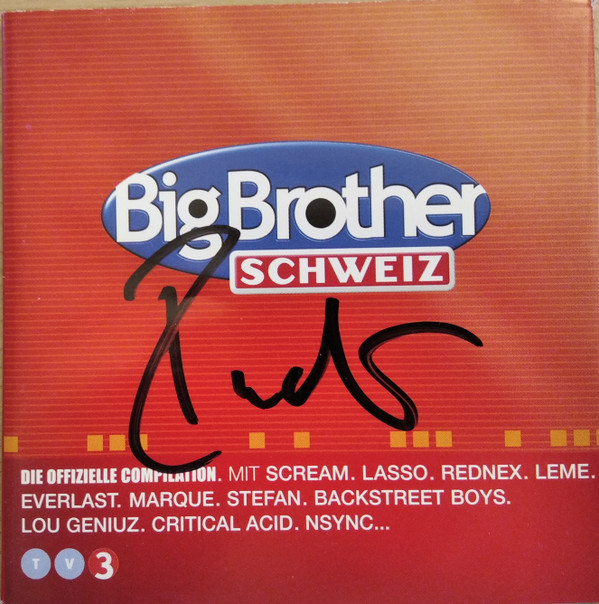 Big Brother
SCHWEIZ
DIE OFFIZIELLE COMPILATION. MIT SCREAM. LASSO. REDNEX. LEME.
EVERLAST. MARQUE. STEFAN. BACKSTREET BOYS.
LOU GENIUZ. CRITICAL ACID. NSYNC...
TV3